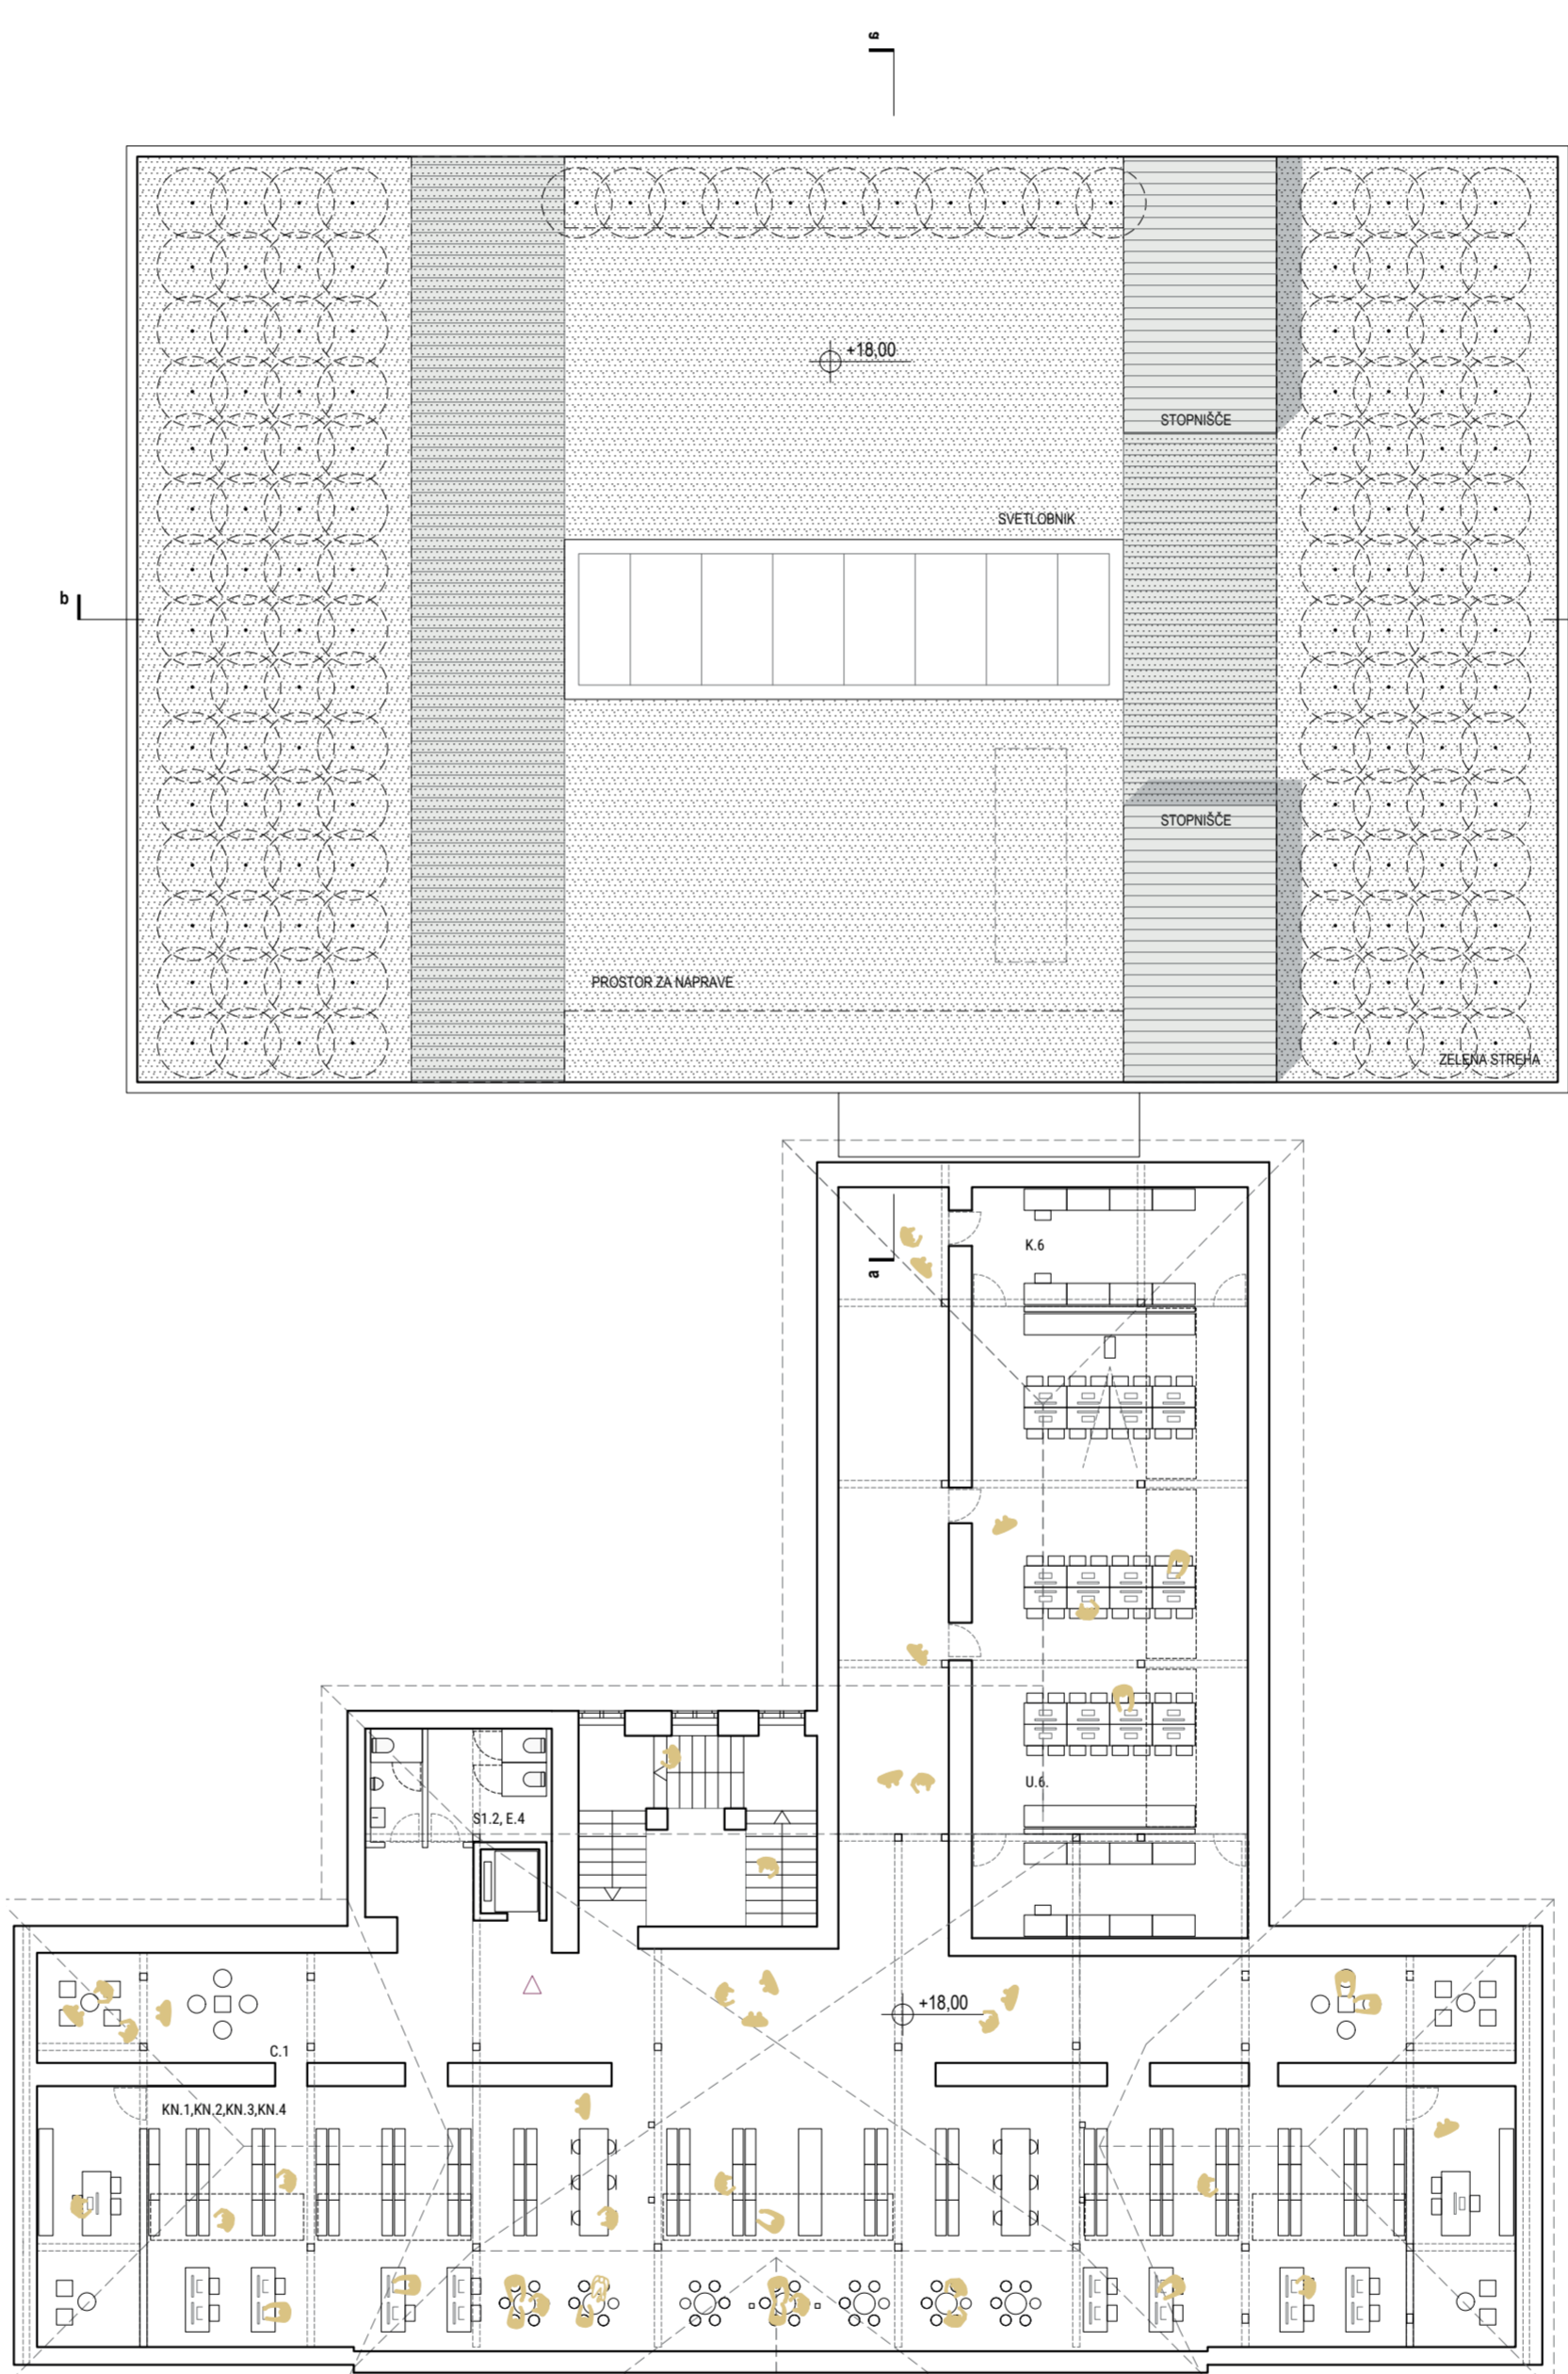 a
+18,00
STOPNIŠČE
SVETLOBNIK
b
STOPNIŠČE
PROSTOR ZA NAPRAVE
ZELENA STREHA
K.6
a
U.6.
S1.2, E.4
+18,00
C.1
KN.1,KN.2,KN.3,KN.4